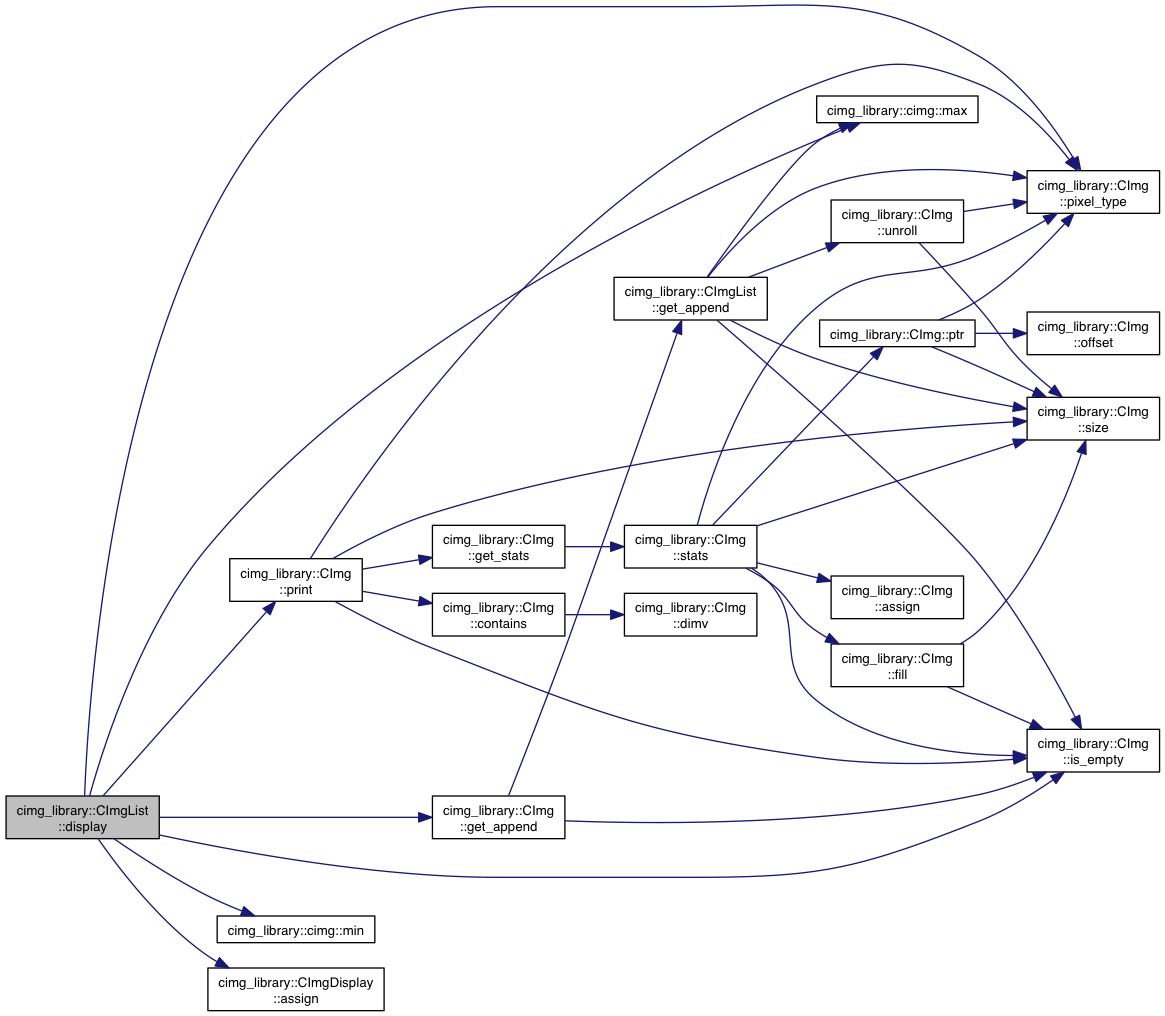 cimg_library::cimg::max
cimg_library::CImg
::pixel_type
cimg_library::CImg
::unroll
cimg_library::CImgList
::get_append
cimg_library::CImg::ptr
cimg_library::CImg
::offset
cimg_library::CImg
::size
cimg_library::CImg
::get_stats
cimg_library::CImg
::stats
cimg_library::CImg
::print
cimg_library::CImg
::assign
cimg_library::CImg
::contains
cimg_library::CImg
::dimv
cimg_library::CImg
::fill
cimg_library::CImg
::is_empty
cimg_library::CImgList
::display
cimg_library::CImg
::get_append
cimg_library::cimg::min
cimg_library::CImgDisplay
::assign